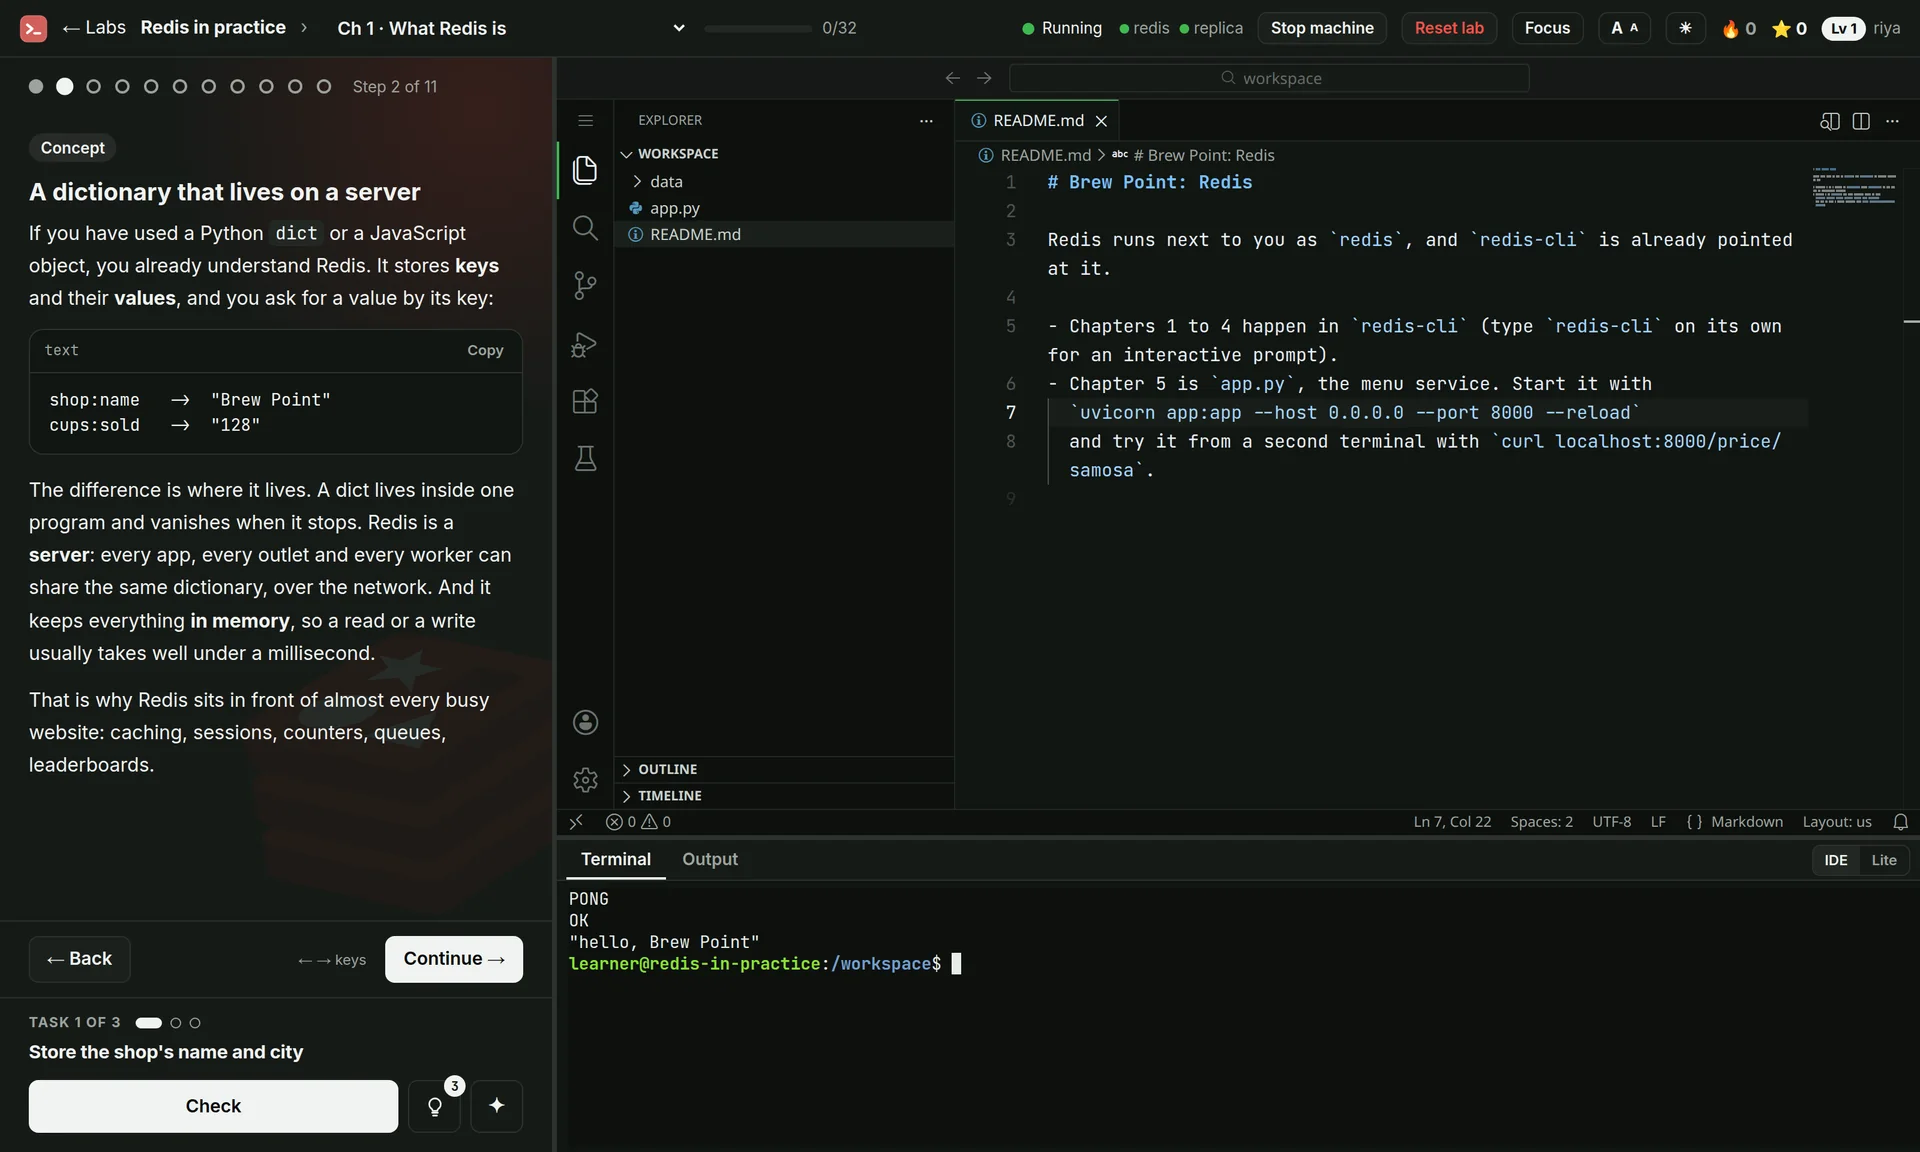 ← Labs Redis in practice › Ch 1 · What Redis is 0/32 Running redis replica Stop machine Reset lab Focus A A 0 0 Lv 1 riya
Step 2 of 11
Concept
A dictionary that lives on a server
If you have used a Python dict or a JavaScript
object, you already understand Redis. It stores keys
and their values, and you ask for a value by its key:
text Copy
shop:name → "Brew Point"
cups:sold → "128"
The difference is where it lives. A dict lives inside one
program and vanishes when it stops. Redis is a
server: every app, every outlet and every worker can
share the same dictionary, over the network. And it
keeps everything in memory, so a read or a write
usually takes well under a millisecond.
That is why Redis sits in front of almost every busy
website: caching, sessions, counters, queues,
leaderboards.
← Back ← → keys Continue →
TASK 1 OF 3
Store the shop's name and city
Check 3
workspace
EXPLORER ···
WORKSPACE
data
app.py
README.md
OUTLINE
TIMELINE
README.md
README.md > abc # Brew Point: Redis
1 # Brew Point: Redis
2
3 Redis runs next to you as `redis`, and `redis-cli` is already pointed
at it.
4
5 - Chapters 1 to 4 happen in `redis-cli` (type `redis-cli` on its own
for an interactive prompt).
6 - Chapter 5 is `app.py`, the menu service. Start it with
7 `uvicorn app:app --host 0.0.0.0 --port 8000 --reload`
8 and try it from a second terminal with `curl localhost:8000/price/
samosa`.
9
0 0 Ln 7, Col 22 Spaces: 2 UTF-8 LF { } Markdown Layout: us
Terminal Output IDE Lite
PONG
OK
"hello, Brew Point"
learner@redis-in-practice:/workspace$